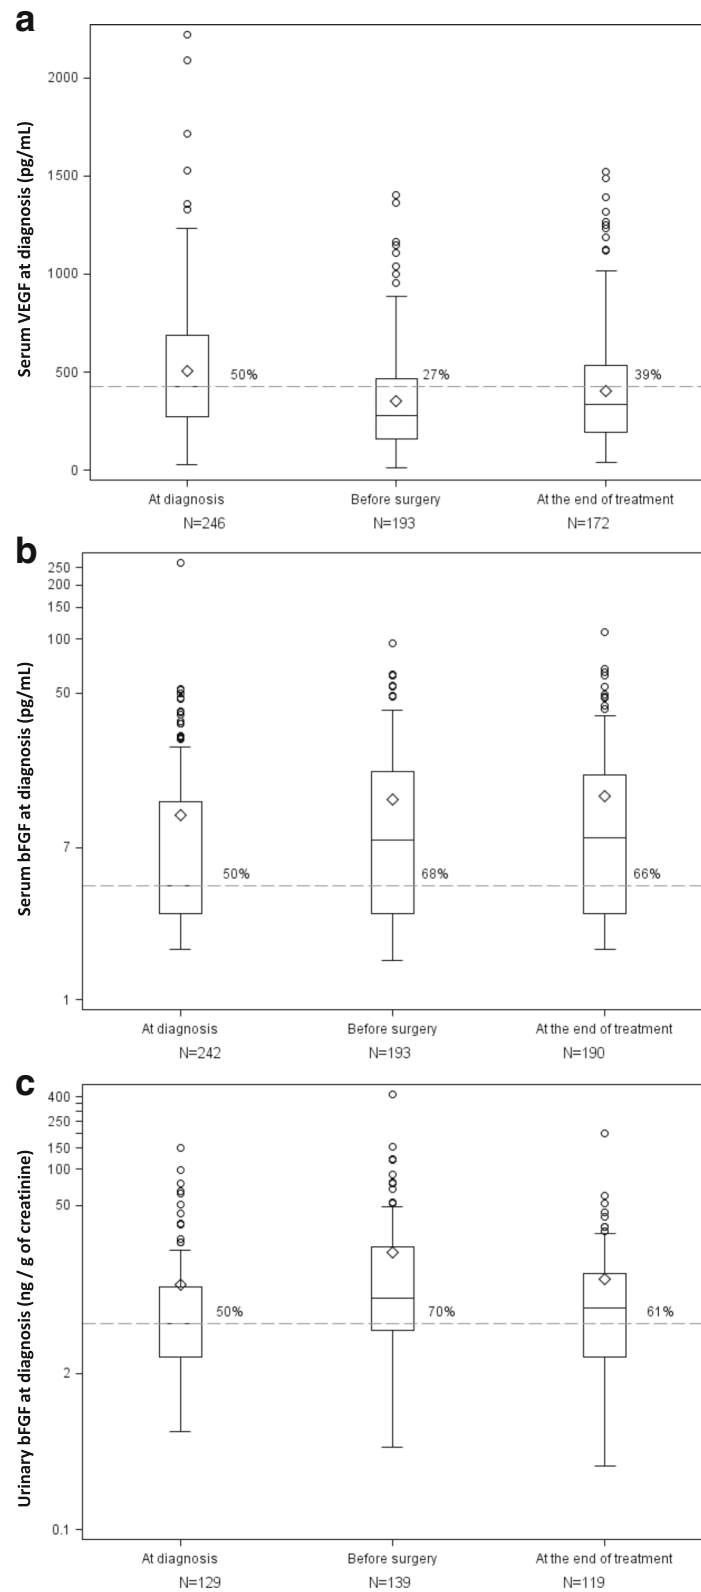 a
Serum VEGF at diagnosis (pg/mL)
2000
1500
1000
500
0
50%
27%
39%
At diagnosis
Before surgery
At the end of treatment
N=246
N=193
N=172
b
Serum bFGF at diagnosis (pg/mL)
250
200
150
100
50
7
1
50%
68%
66%
At diagnosis
Before surgery
At the end of treatment
N=242
N=193
N=190
c
Urinary bFGF at diagnosis (ng / g of creatinine)
400
250
150
100
50
2
0.1
50%
70%
61%
At diagnosis
Before surgery
At the end of treatment
N=129
N=139
N=119